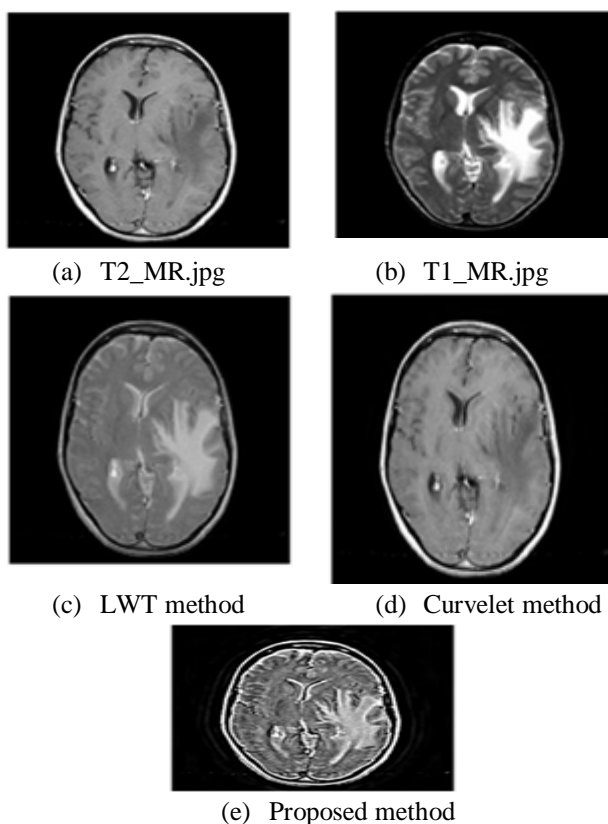 (a) T2_MR.jpg
(b) T1_MR.jpg
(c) LWT method
(d) Curvelet method
(e) Proposed method